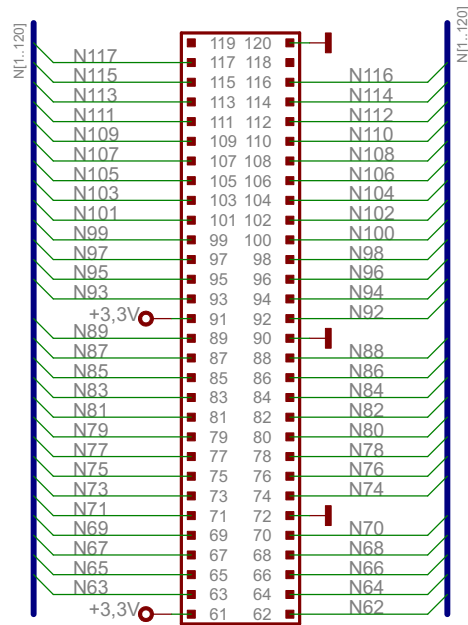 N[1..120]
N[1..120]
119 120
N117 117 118
N115 115 116 N116
N113 113 114 N114
N111 111 112 N112
N109 109 110 N110
N107 107 108 N108
N105 105 106 N106
N103 103 104 N104
N101 101 102 N102
N99 99 100 N100
N97 97 98 N98
N95 95 96 N96
N93 93 94 N94
+3,3V 91 92 N92
N89 89 90
N87 87 88 N88
N85 85 86 N86
N83 83 84 N84
N81 81 82 N82
N79 79 80 N80
N77 77 78 N78
N75 75 76 N76
N73 73 74 N74
N71 71 72
N69 69 70 N70
N67 67 68 N68
N65 65 66 N66
N63 63 64 N64
+3,3V 61 62 N62